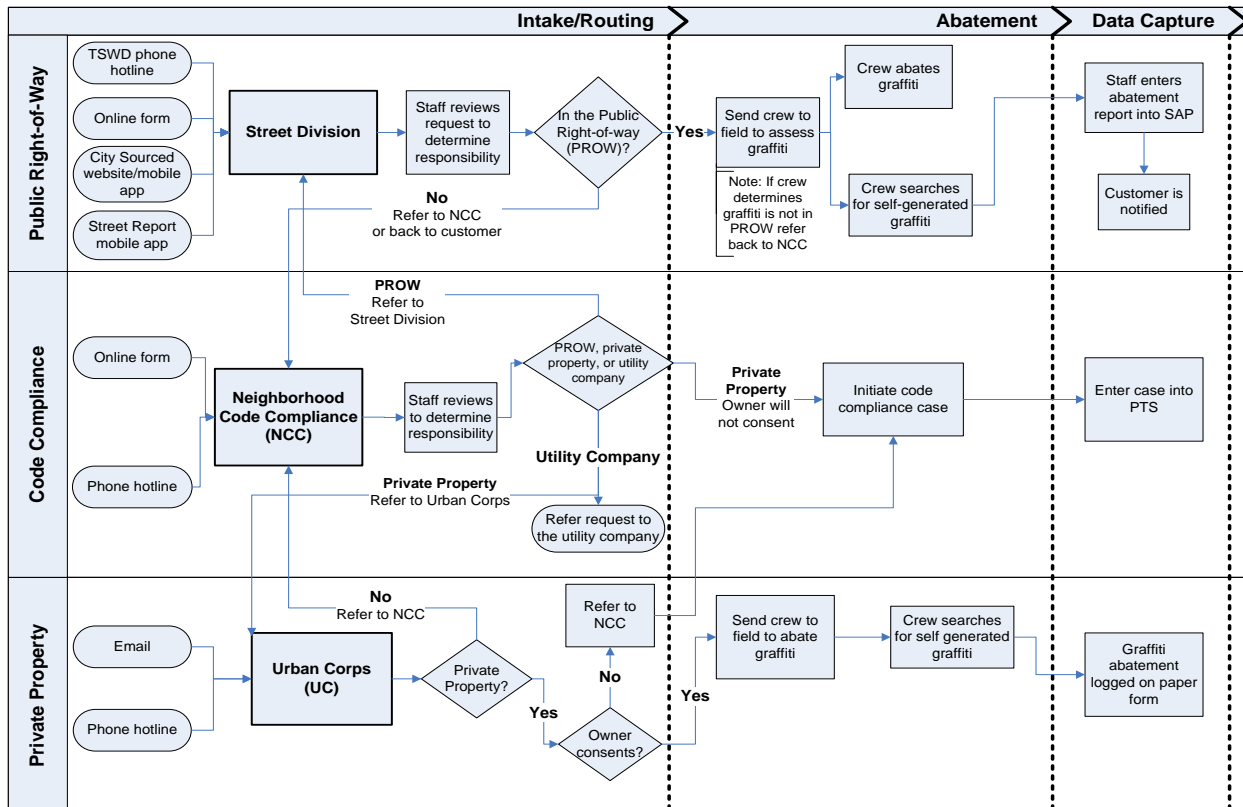 Intake/Routing
Abatement
Data Capture
Public Right-of-Way
TSWD phone
hotline
Online form
City Sourced
website/mobile
app
Street Report
mobile app
Street Division
Staff reviews
request to
determine
responsibility
In the Public
Right-of-way
(PROW)?
Yes
No
Refer to NCC
or back to customer
Send crew to
field to assess
graffiti
Note: If crew
determines
graffiti is not in
PROW refer
back to NCC
Crew abates
graffiti
Crew searches
for self-generated
graffiti
Staff enters
abatement
report into SAP
Customer is
notified
Code Compliance
Online form
Phone hotline
Neighborhood
Code Compliance
(NCC)
PROW
Refer to
Street Division
Staff reviews
to determine
responsibility
PROW, private
property, or utility
company
Private
Property
Owner will
not consent
Initiate code
compliance case
Enter case into
PTS
Utility Company
Private Property
Refer to Urban Corps
Refer request to
the utility company
Private Property
Email
Phone hotline
Urban Corps
(UC)
No
Refer to NCC
Private
Property?
Yes
Refer to
NCC
No
Owner
consents?
Yes
Send crew to
field to abate
graffiti
Crew searches
for self generated
graffiti
Graffiti
abatement
logged on paper
form